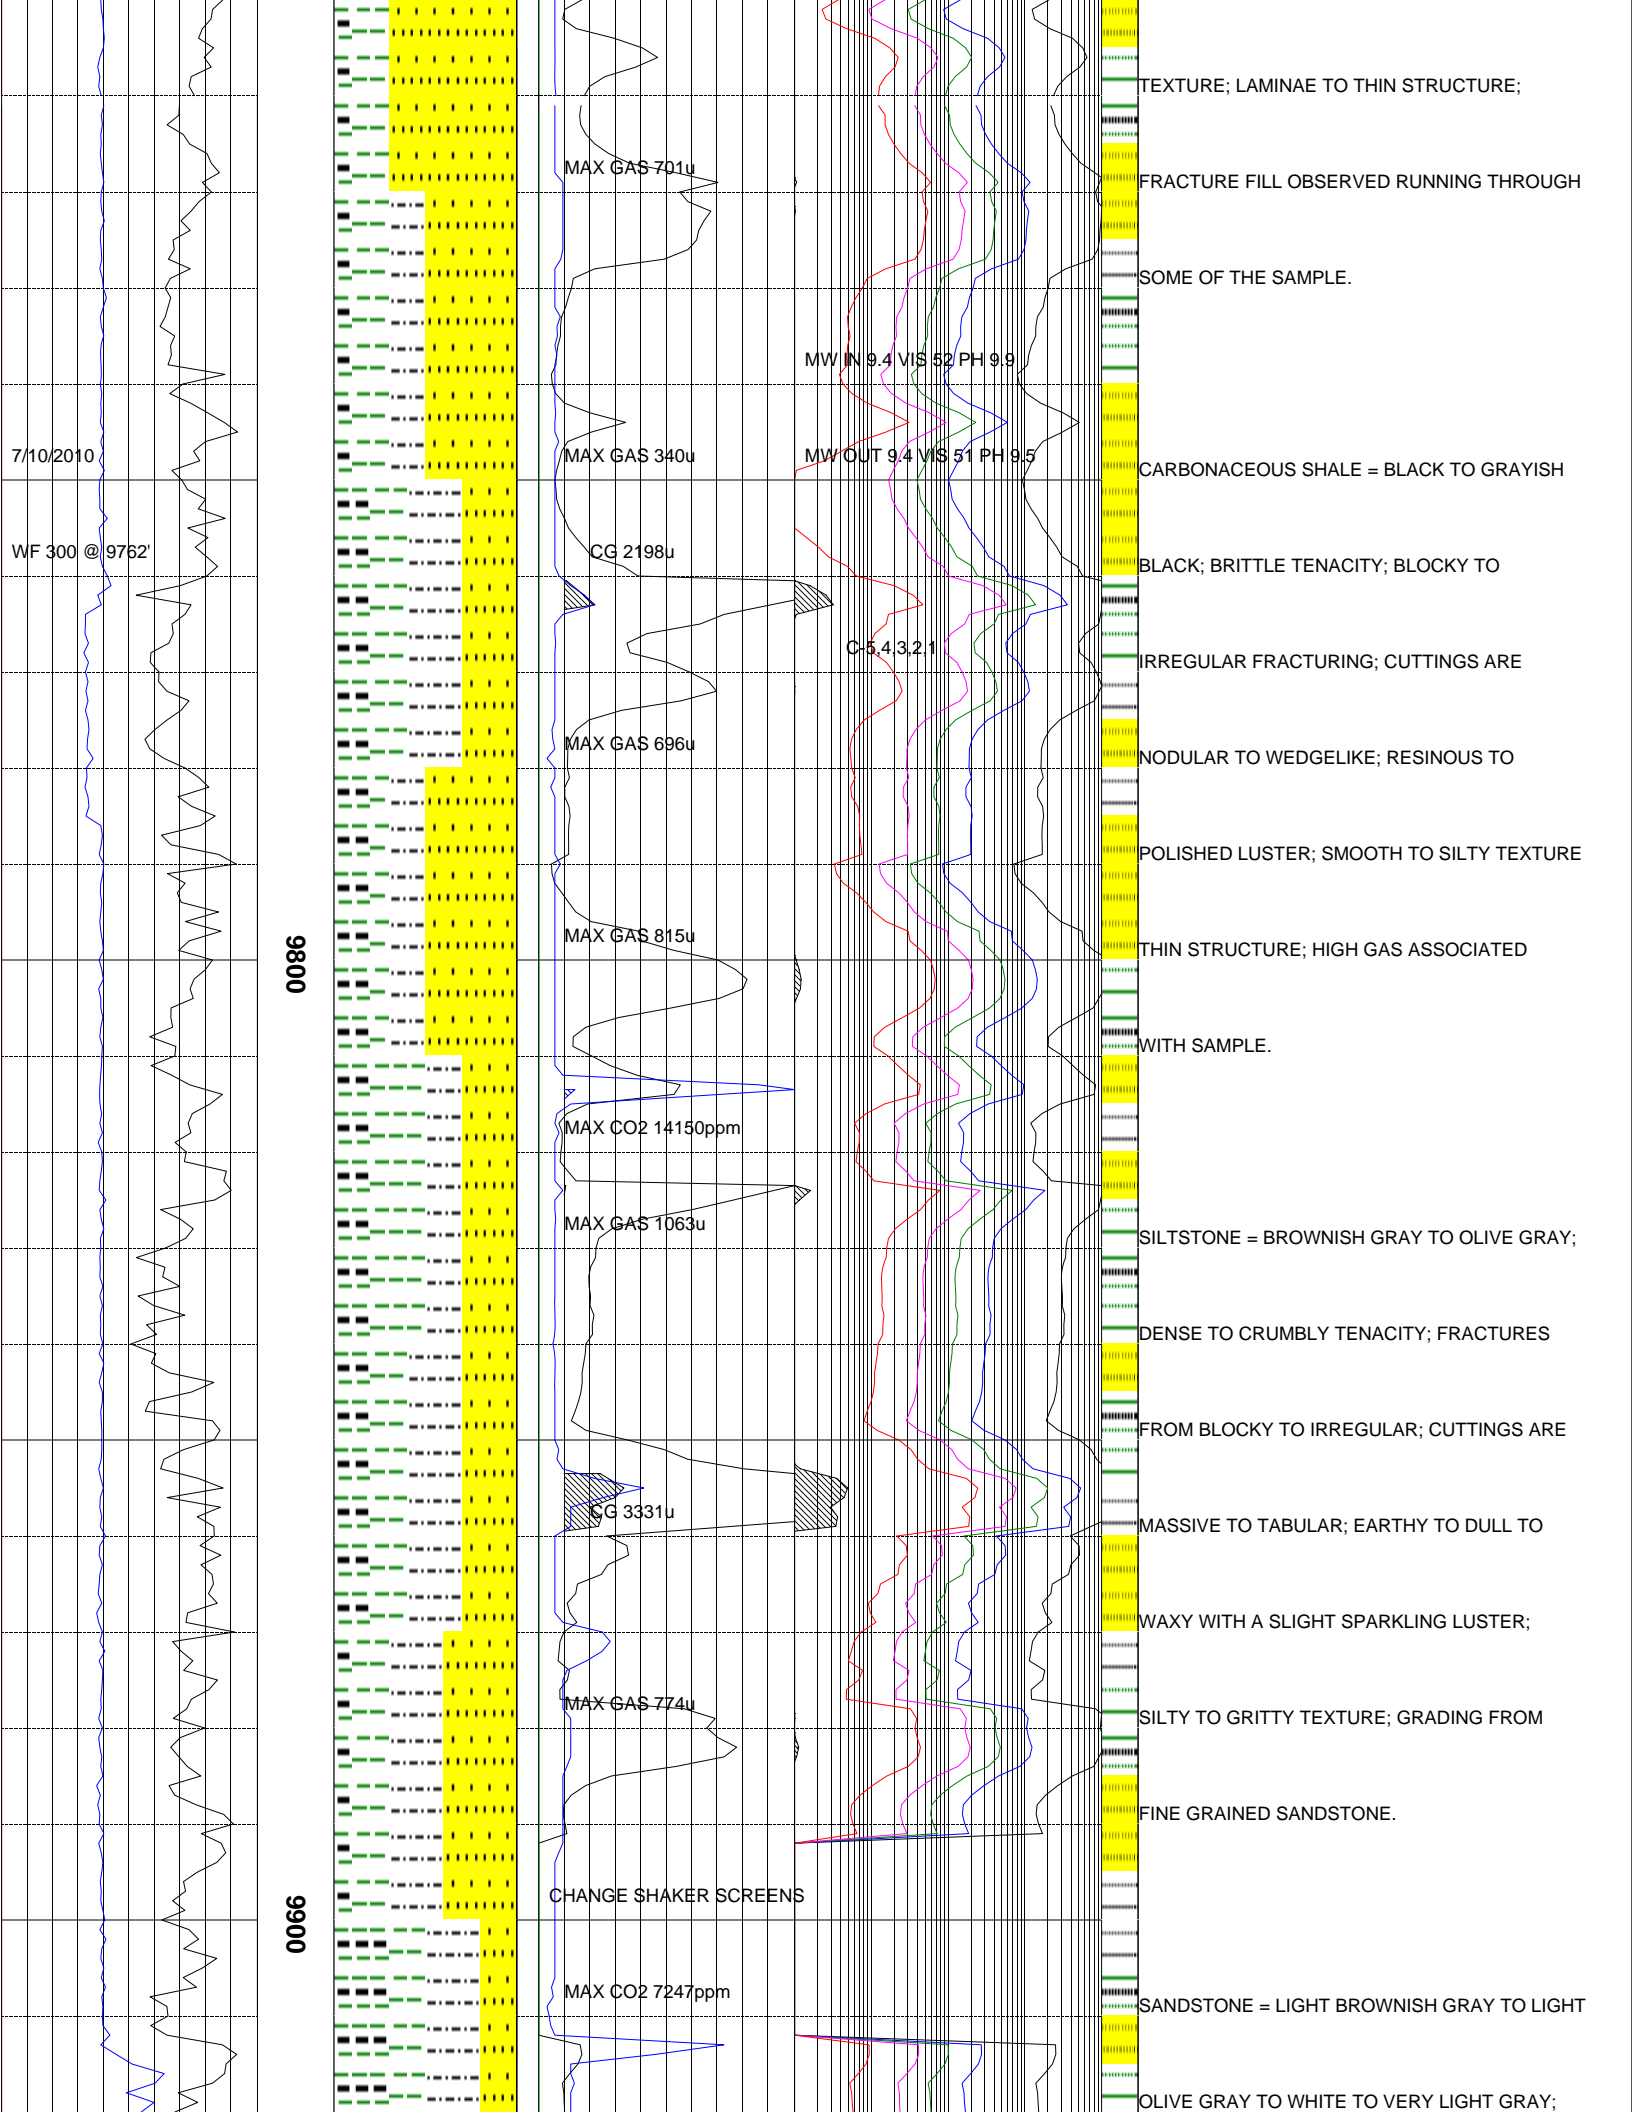 TEXTURE; LAMINAE TO THIN STRUCTURE;
MAX GAS 701u
FRACTURE FILL OBSERVED RUNNING THROUGH
SOME OF THE SAMPLE.
MW IN 9.4 VIS 52 PH 9.9
7/10/2010
MAX GAS 340u
MW OUT 9.4 VIS 51 PH 9.5
CARBONACEOUS SHALE = BLACK TO GRAYISH
WF 300 @ 9762'
CG 2198u
BLACK; BRITTLE TENACITY; BLOCKY TO
C-5,4,3,2,1
IRREGULAR FRACTURING; CUTTINGS ARE
MAX GAS 696u
NODULAR TO WEDGELIKE; RESINOUS TO
POLISHED LUSTER; SMOOTH TO SILTY TEXTURE
MAX GAS 815u
THIN STRUCTURE; HIGH GAS ASSOCIATED
9800
WITH SAMPLE.
MAX CO2 14150ppm
MAX GAS 1063u
SILTSTONE = BROWNISH GRAY TO OLIVE GRAY;
DENSE TO CRUMBLY TENACITY; FRACTURES
FROM BLOCKY TO IRREGULAR; CUTTINGS ARE
CG 3331u
MASSIVE TO TABULAR; EARTHY TO DULL TO
WAXY WITH A SLIGHT SPARKLING LUSTER;
MAX GAS 774u
SILTY TO GRITTY TEXTURE; GRADING FROM
FINE GRAINED SANDSTONE.
CHANGE SHAKER SCREENS
9900
MAX CO2 7247ppm
SANDSTONE = LIGHT BROWNISH GRAY TO LIGHT
OLIVE GRAY TO WHITE TO VERY LIGHT GRAY;